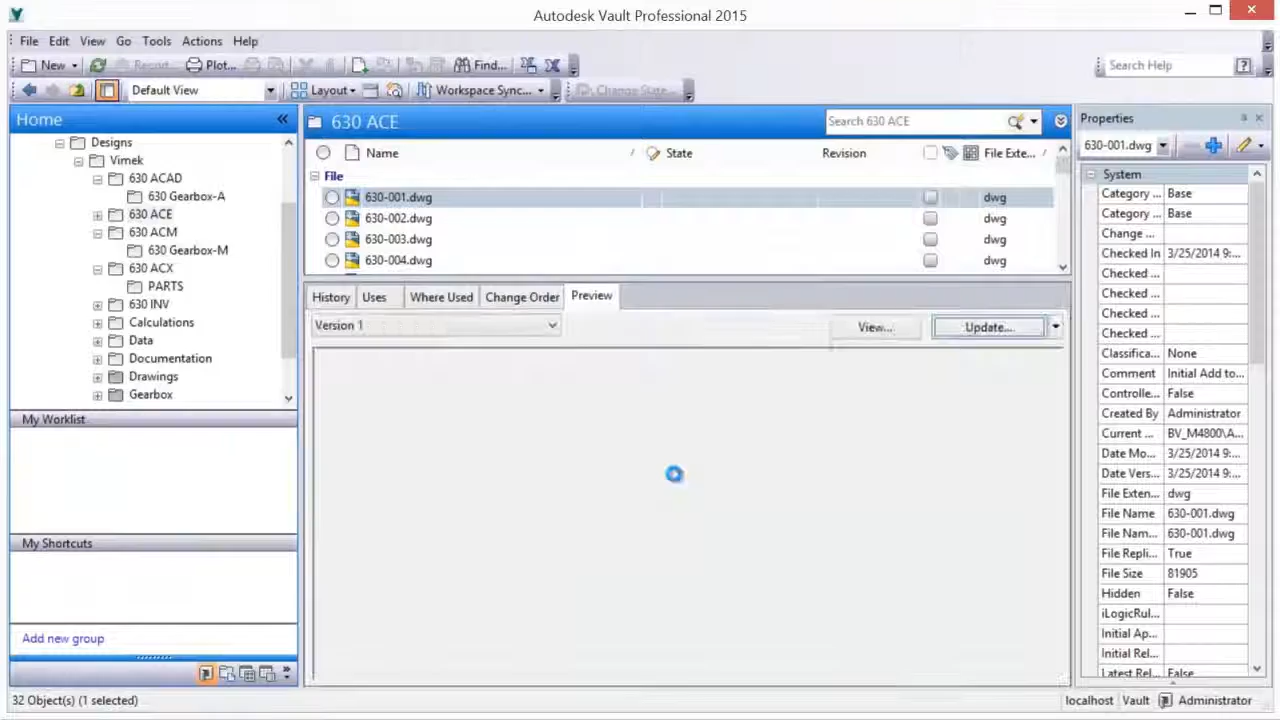 Autodesk Vault Professional 2015
File Edit View Go Tools Actions Help
New Plot... Find... Search Help
Default View Layout Workspace Sync... Change State...
Home
Designs
Vimek
630 ACAD
630 Gearbox-A
630 ACE
630 ACM
630 Gearbox-M
630 ACX
PARTS
630 INV
Calculations
Data
Documentation
Drawings
Gearbox
My Worklist
My Shortcuts
Add new group
630 ACE Search 630 ACE
Name State Revision File Exte...
File
630-001.dwg dwg
630-002.dwg dwg
630-003.dwg dwg
630-004.dwg dwg
History Uses Where Used Change Order Preview
Version 1 View... Update...
Properties
630-001.dwg
System
Category ... Base
Category ... Base
Change ...
Checked In 3/25/2014 9:...
Checked ...
Checked ...
Checked ...
Checked ...
Classifica... None
Comment Initial Add to...
Controlle... False
Created By Administrator
Current ... BV_M4800\A...
Date Mo... 3/25/2014 9:...
Date Vers... 3/25/2014 9:...
File Exten... dwg
File Name 630-001.dwg
File Nam... 630-001.dwg
File Repli... True
File Size 81905
Hidden False
iLogicRul...
Initial Ap...
Initial Rel...
Latest Rel... False
32 Object(s) (1 selected) localhost Vault Administrator